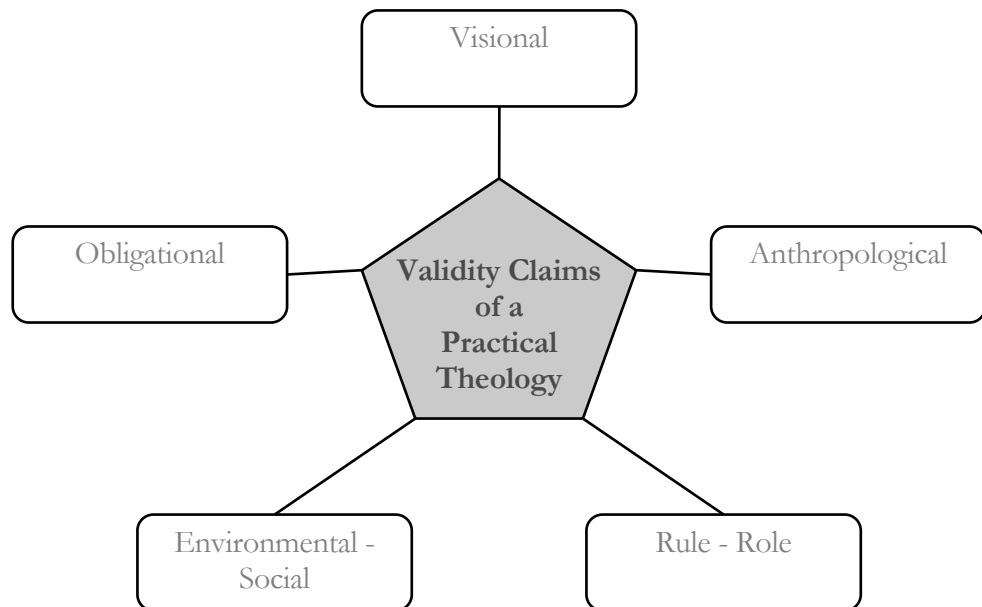 Visional
Obligational
Anthropological
Validity Claims
of a
Practical
Theology
Environmental -
Social
Rule - Role